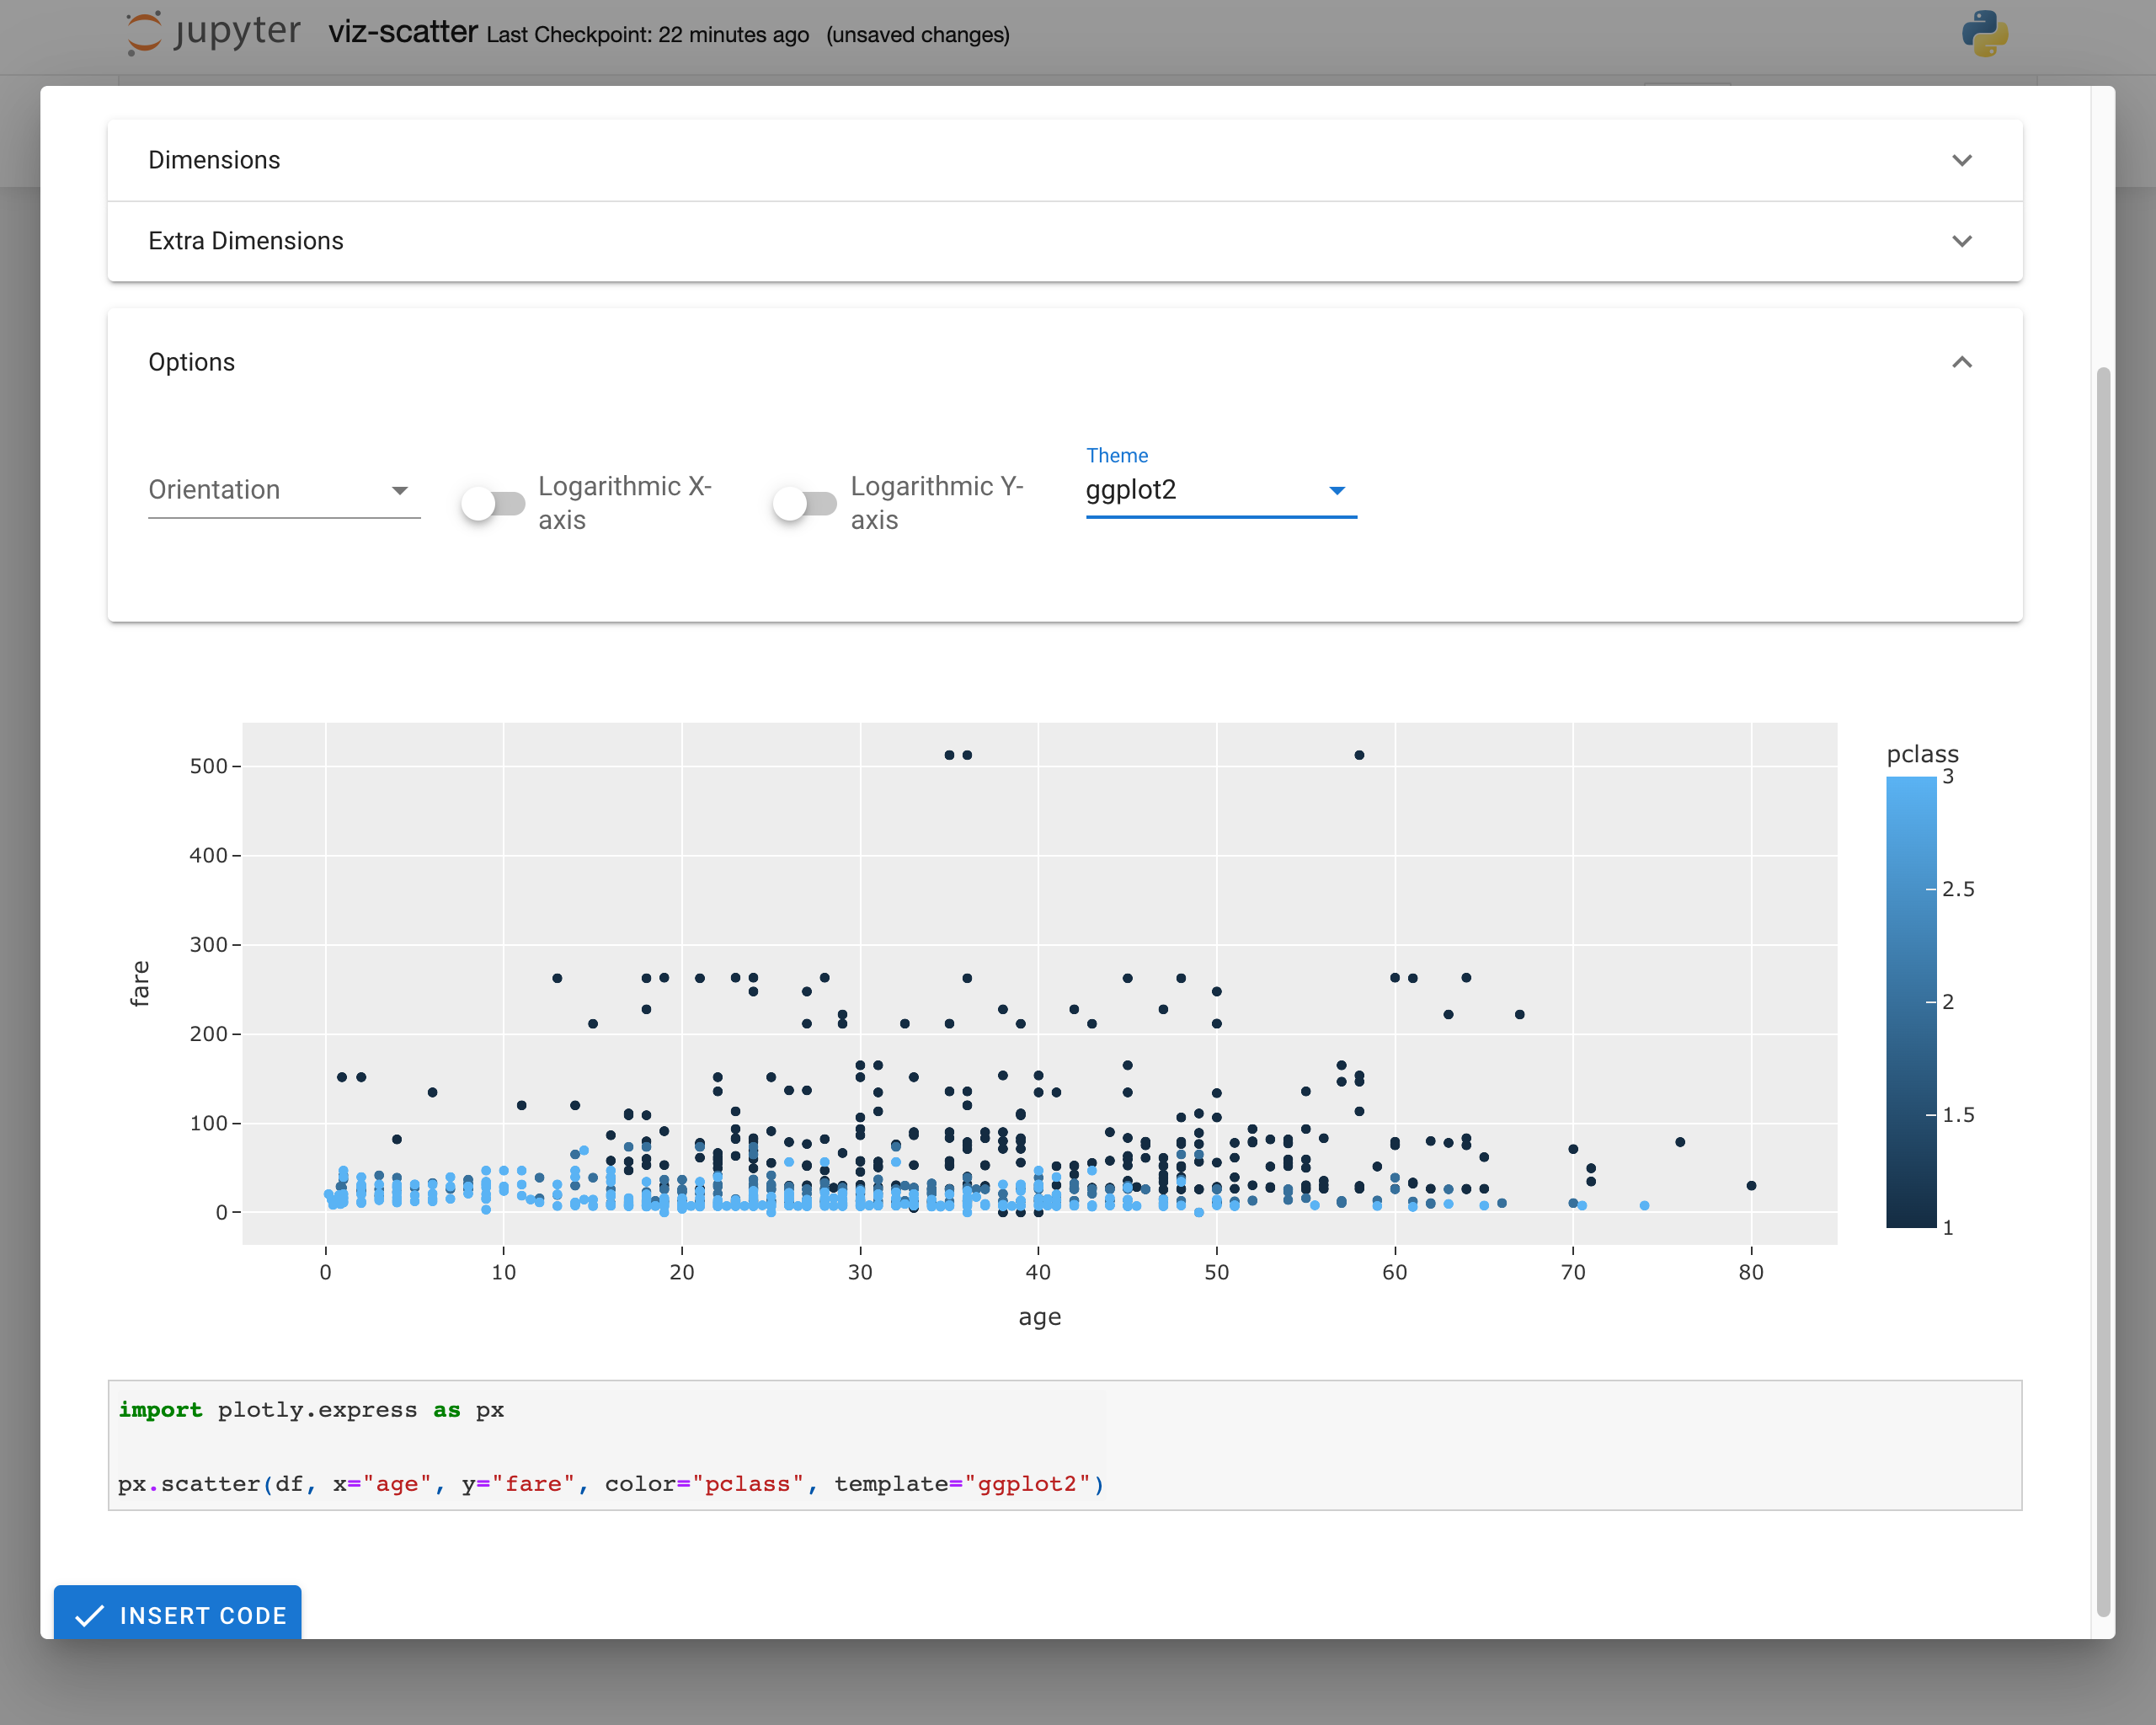 jupyter viz-scatter Last Checkpoint: 22 minutes ago (unsaved changes)
Dimensions
Extra Dimensions
Options
Orientation
Logarithmic X-
axis
Logarithmic Y-
axis
Theme
ggplot2
500
400
300
200
100
0
fare
0 10 20 30 40 50 60 70 80
age
pclass
3
2.5
2
1.5
1
import plotly.express as px
px.scatter(df, x="age", y="fare", color="pclass", template="ggplot2")
INSERT CODE